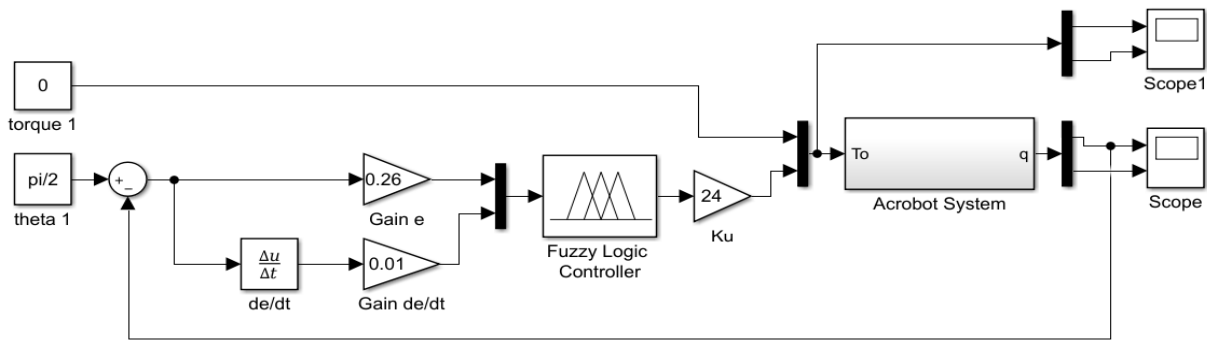 Scope1
0
torque 1
pi/2
theta 1
+
_
0.26
Gain e
Δu
Δt
de/dt
0.01
Gain de/dt
Fuzzy Logic
Controller
24
Ku
To
q
Acrobot System
Scope